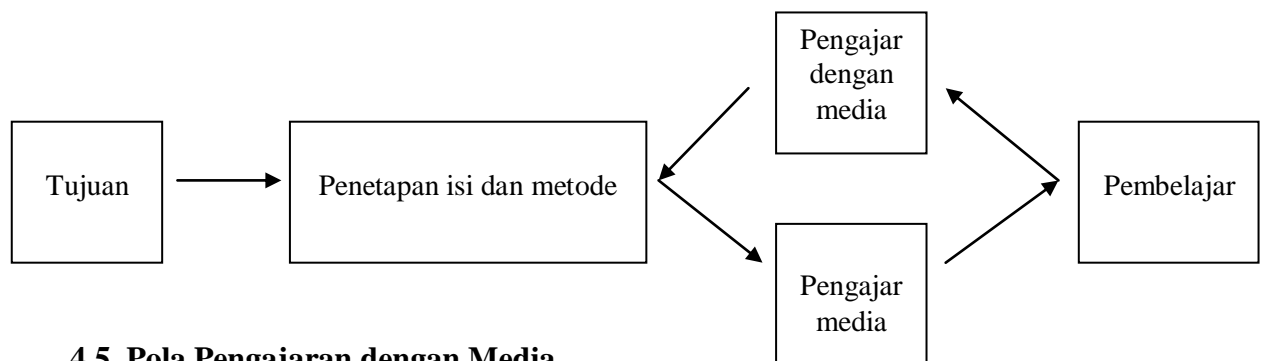 Pengajar
dengan
media
Tujuan
Penetapan isi dan metode
Pembelajar
Pengajar
media
4.5 Pola Pengajaran dengan Media